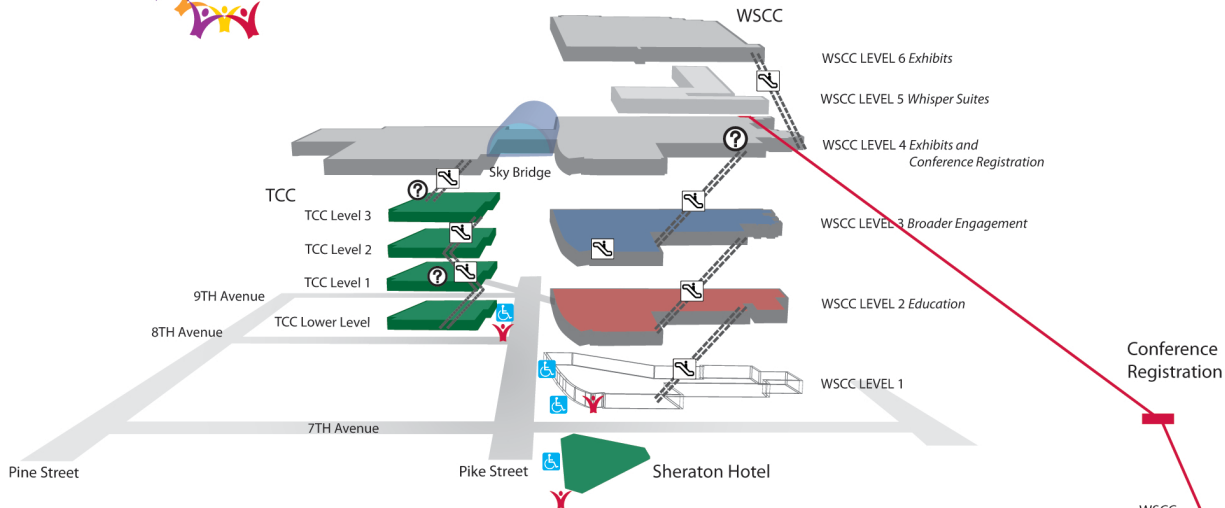 WSCC
WSCC LEVEL 6 Exhibits
WSCC LEVEL 5 Whisper Suites
WSCC LEVEL 4 Exhibits and
Conference Registration
Sky Bridge
TCC
TCC Level 3
WSCC LEVEL 3 Broader Engagement
TCC Level 2
TCC Level 1
9TH Avenue
WSCC LEVEL 2 Education
TCC Lower Level
8TH Avenue
Conference
Registration
WSCC LEVEL 1
7TH Avenue
Pine Street
Pike Street
Sheraton Hotel
WSCC
?
?
?